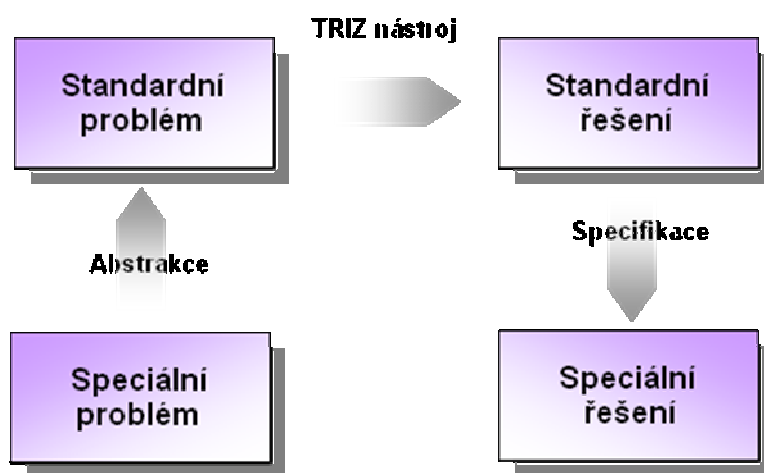 TRIZ nástroj
Standardní
problém
Standardní
řešení
Abstrakce
Specifikace
Speciální
problém
Speciální
řešení